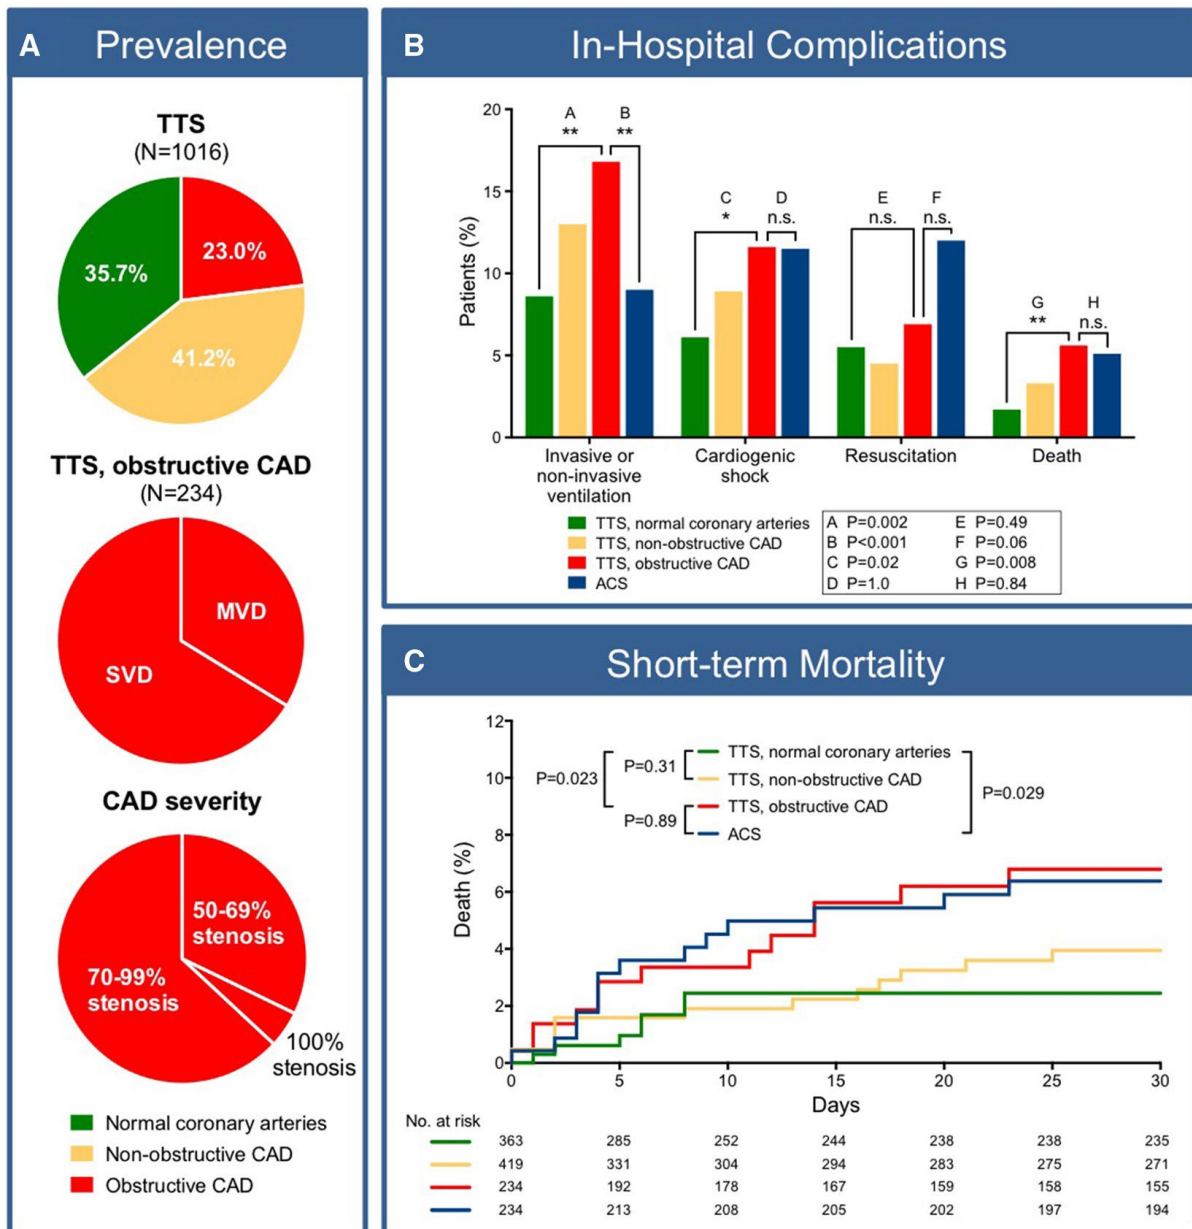 A Prevalence
TTS
(N=1016)
35.7%
23.0%
41.2%
TTS, obstructive CAD
(N=234)
MVD
SVD
CAD severity
50-69%
stenosis
70-99%
stenosis
100%
stenosis
Normal coronary arteries
Non-obstructive CAD
Obstructive CAD
B In-Hospital Complications
Patients (%)
20
15
10
5
0
A
**
B
**
C
*
D
n.s.
E
n.s.
F
n.s.
G
**
H
n.s.
Invasive or
non-invasive
ventilation
Cardiogenic
shock
Resuscitation
Death
TTS, normal coronary arteries
TTS, non-obstructive CAD
TTS, obstructive CAD
ACS
A P=0.002 E P=0.49
B P<0.001 F P=0.06
C P=0.02 G P=0.008
D P=1.0 H P=0.84
C Short-term Mortality
Death (%)
12
10
8
6
4
2
0
P=0.023
P=0.31
P=0.89
TTS, normal coronary arteries
TTS, non-obstructive CAD
TTS, obstructive CAD
ACS
P=0.029
0 5 10 15 20 25 30
Days
No. at risk
363 285 252 244 238 238 235
419 331 304 294 283 275 271
234 192 178 167 159 158 155
234 213 208 205 202 197 194